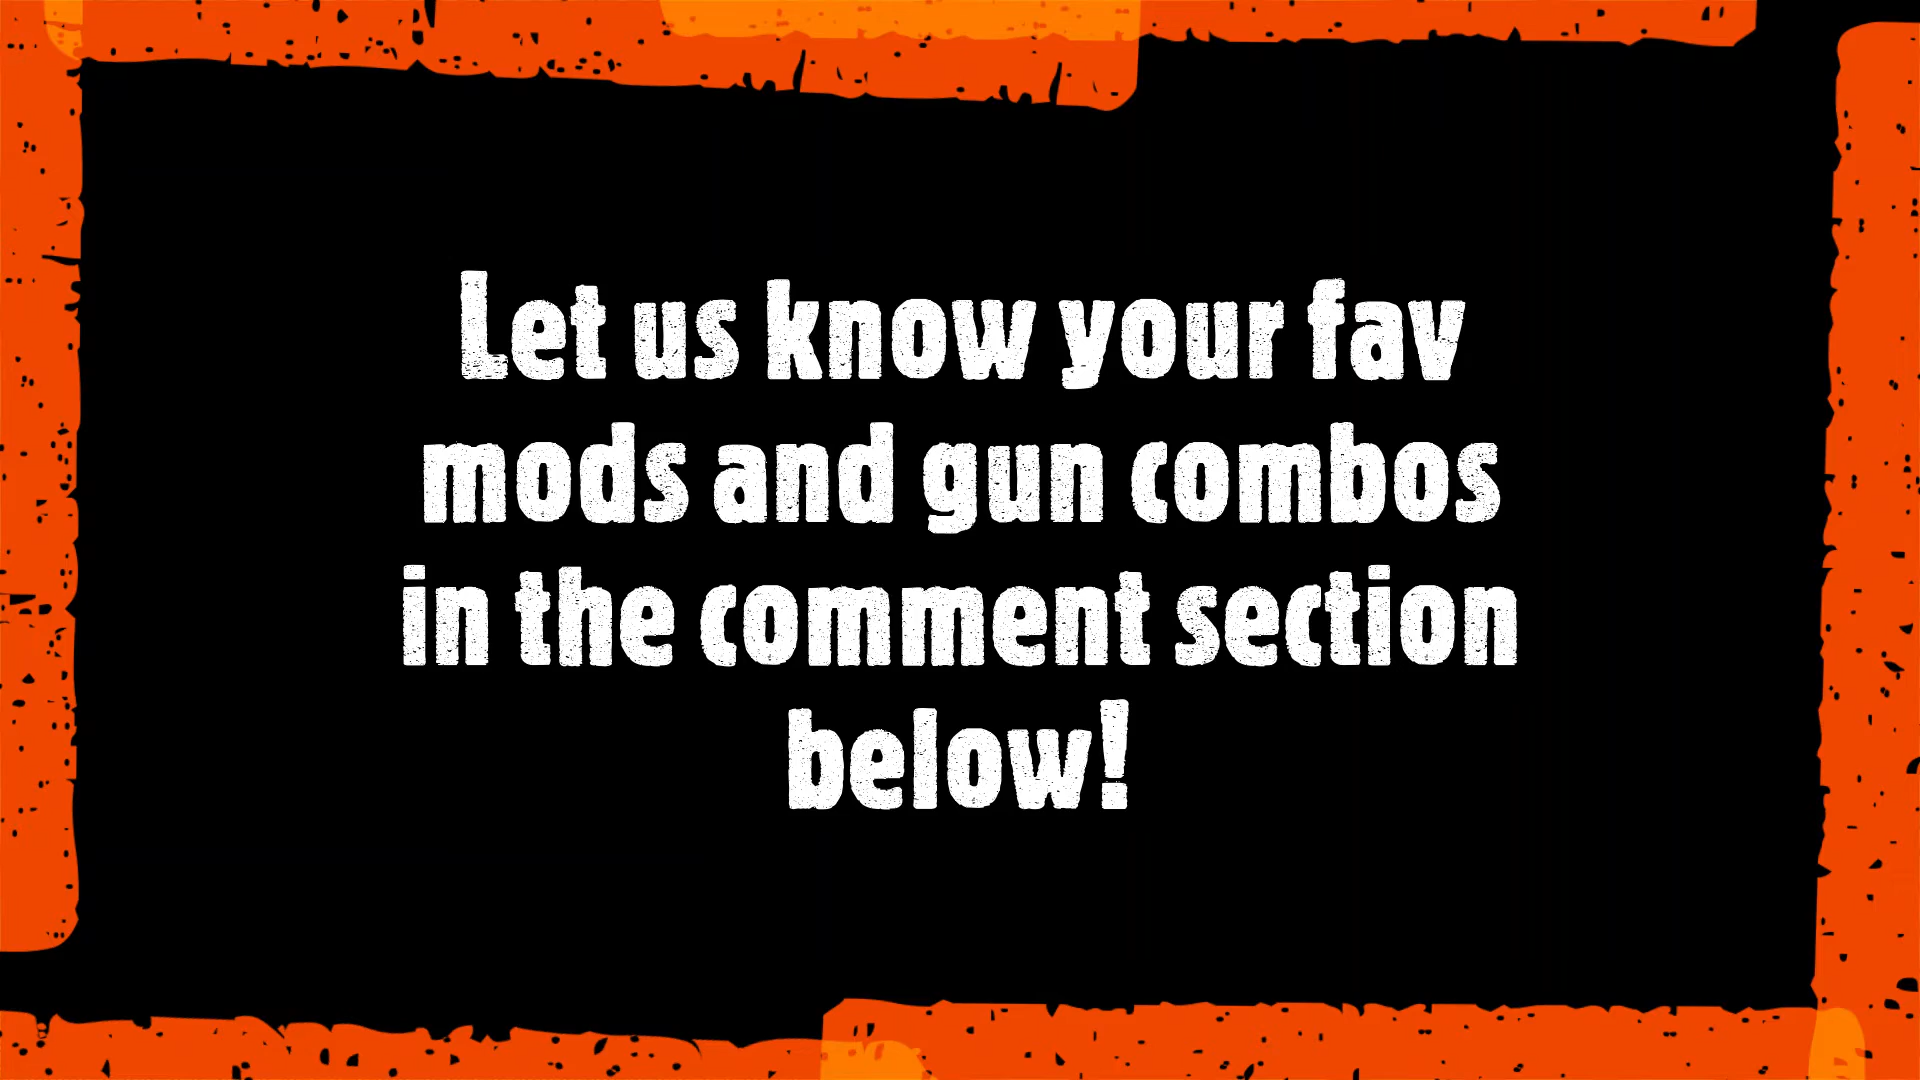 Let us know your fav
mods and gun combos
in the comment section
below!